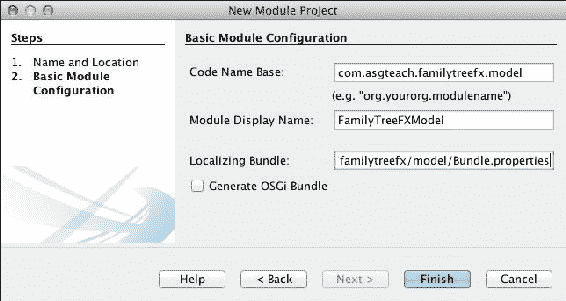 New Module Project
Steps
1. Name and Location
2. Basic Module Configuration
Basic Module Configuration
Code Name Base: com.asgteach.familytreefx.model
(e.g. "org.yourorg.modulename")
Module Display Name: FamilyTreeFXModel
Localizing Bundle: familytreefx/model/Bundle.properties
Generate OSGi Bundle
Help < Back Next > Finish Cancel